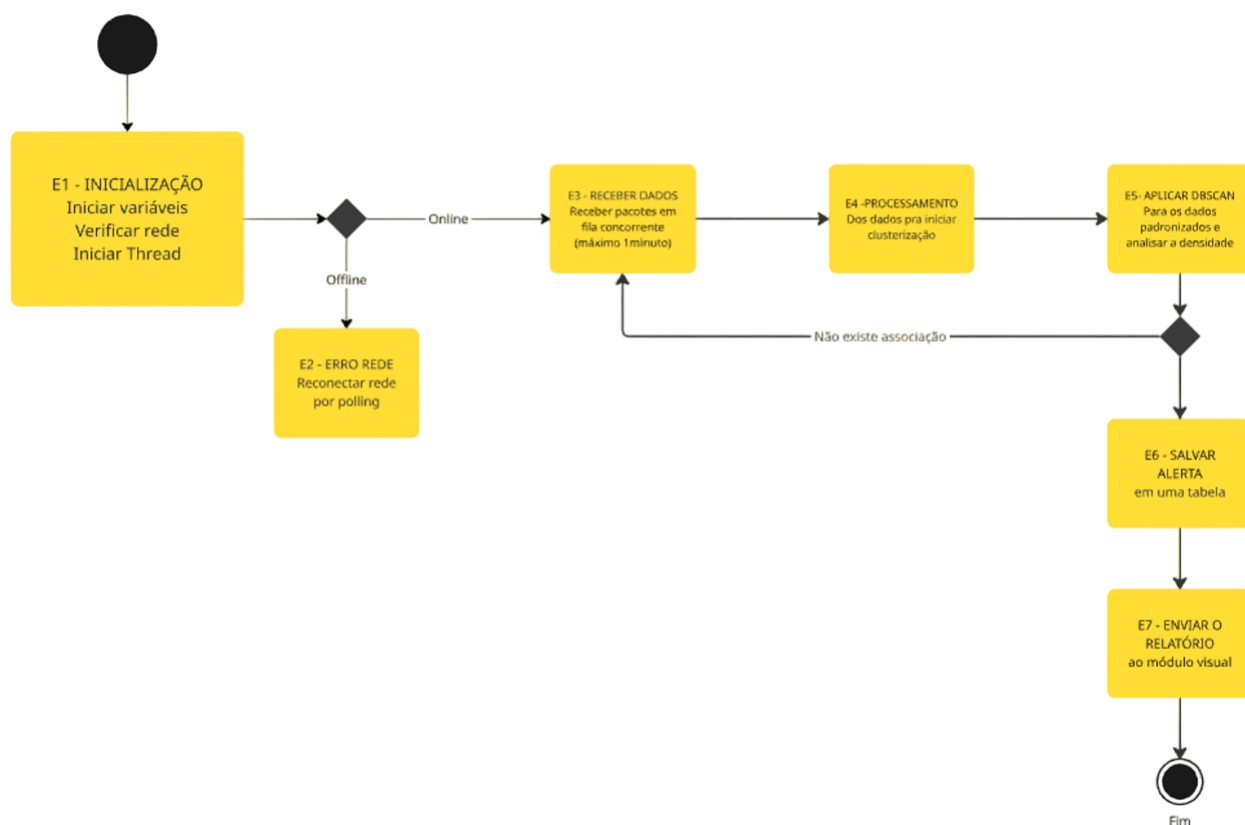 E1 - INICIALIZAÇÃO
Iniciar variáveis
Verificar rede
Iniciar Thread
Online
Offline
E2 - ERRO REDE
Reconectar rede
por polling
E3 - RECEBER DADOS
Receber pacotes em
fila concorrente
(máximo 1minuto)
E4 -PROCESSAMENTO
Dos dados pra iniciar
clusterização
E5- APLICAR DBSCAN
Para os dados
padronizados e
analisar a densidade
Não existe associação
E6 - SALVAR
ALERTA
em uma tabela
E7 - ENVIAR O
RELATÓRIO
ao módulo visual
Fim